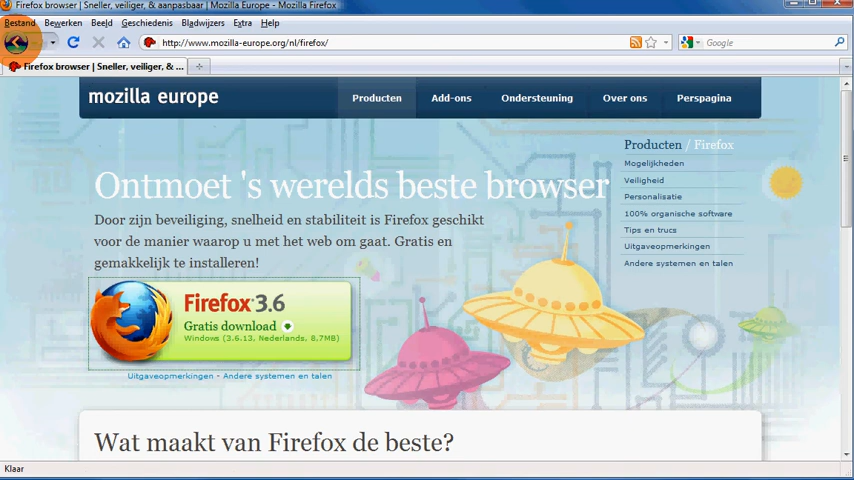 Firefox browser | Sneller, veiliger, & aanpasbaar | Mozilla Europe - Mozilla Firefox
Bestand Bewerken Beeld Geschiedenis Bladwijzers Extra Help
http://www.mozilla-europe.org/nl/firefox/
Google
Firefox browser | Sneller, veiliger, & ...
mozilla europe
Producten Add-ons Ondersteuning Over ons Perspagina
Producten / Firefox
Mogelijkheden
Veiligheid
Personalisatie
100% organische software
Tips en trucs
Uitgaveopmerkingen
Andere systemen en talen
Ontmoet 's werelds beste browser
Door zijn beveiliging, snelheid en stabiliteit is Firefox geschikt
voor de manier waarop u met het web om gaat. Gratis en
gemakkelijk te installeren!
Firefox 3.6
Gratis download
Windows (3.6.13, Nederlands, 8,7MB)
Uitgaveopmerkingen - Andere systemen en talen
Wat maakt van Firefox de beste?
Klaar